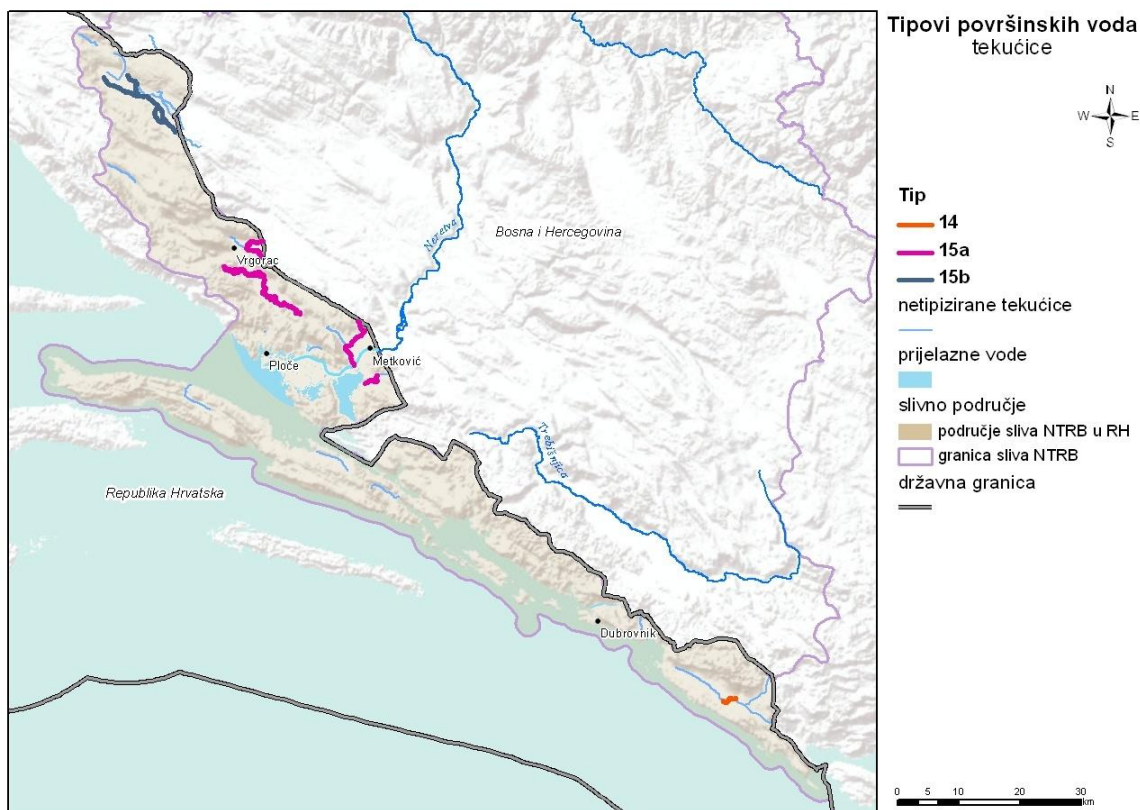 Tipovi površinskih voda
tekućice
N
W E
S
Tip
14
15a
15b
netipizirane tekućice
prijelazne vode
slivno područje
područje sliva NTRB u RH
granica sliva NTRB
državna granica
0 5 10 20 30
km
Neretva
Bosna i Hercegovina
Vrgorac
Ploče
Metković
Trebišnjica
Republika Hrvatska
Dubrovnik